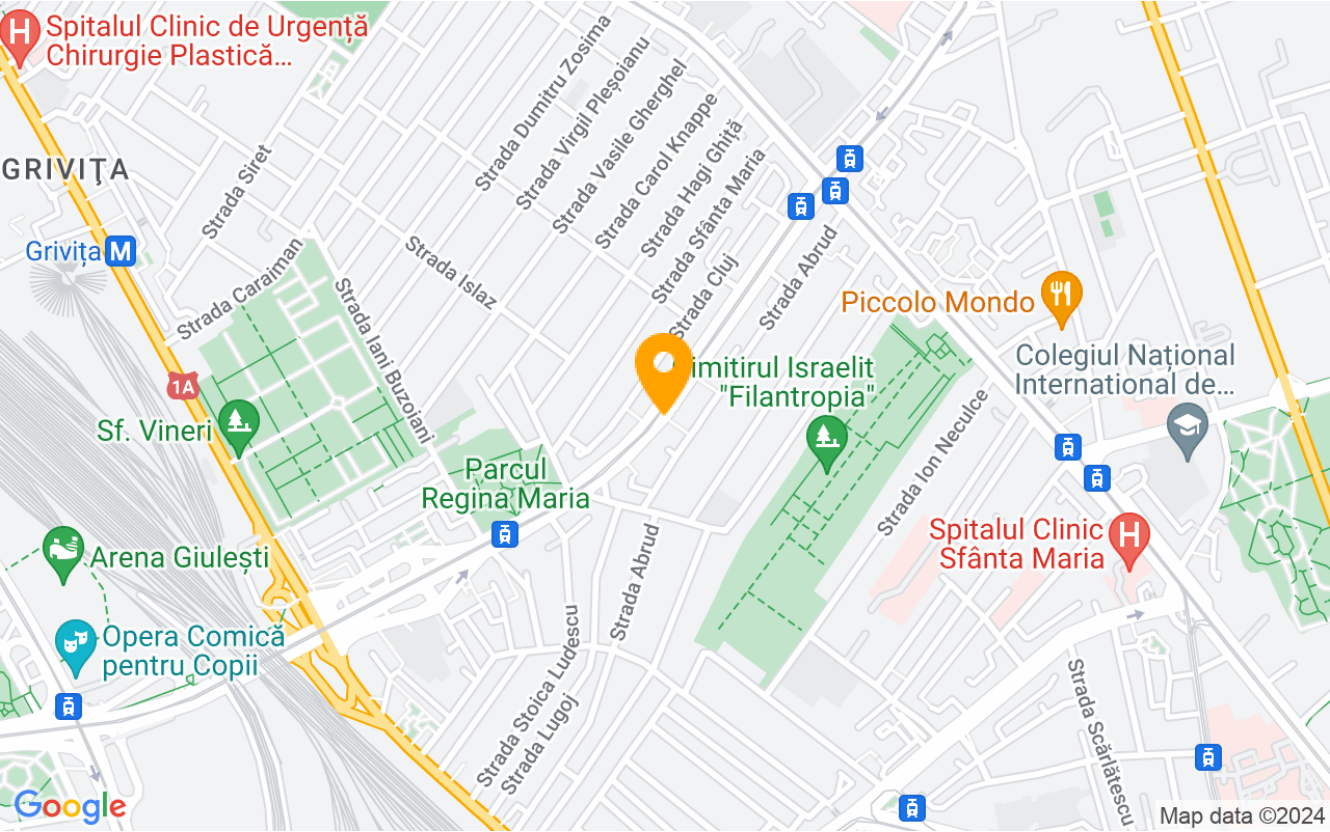 Spitalul Clinic de Urgență
Chirurgie Plastică...
GRIVIȚA
Grivița
M
Strada Siret
Strada Caraiman
Strada Iani Buzoiani
Strada Islaz
Strada Dumitru Zosima
Strada Virgil Pleșoianu
Strada Vasile Gherghel
Strada Carol Knappe
Strada Hagi Ghiță
Strada Sfânta Maria
Strada Cluj
Strada Abrud
Piccolo Mondo
Colegiul Național
International de...
imitirul Israelit
"Filantropia"
1A
Sf. Vineri
Parcul
Regina Maria
Strada Ion Neculce
Spitalul Clinic
Sfânta Maria
Arena Giulești
Opera Comică
pentru Copii
Strada Abrud
Strada Stoica Ludescu
Strada Lugoj
Strada Scărlătescu
H
H
Google
Map data ©2024